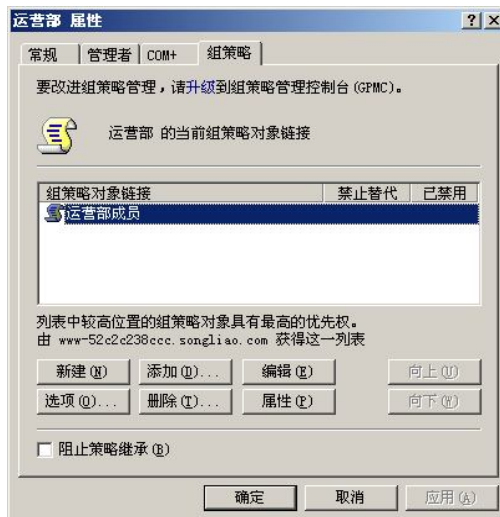 运营部 属性
常规 管理者 COM+ 组策略
要改进组策略管理，请升级到组策略管理控制台(GPMC)。
运营部 的当前组策略对象链接
组策略对象链接 禁止替代 已禁用
运营部成员
列表中较高位置的组策略对象具有最高的优先权。
由 www-52c2c238ccc.songliao.com 获得这一列表
新建(N) 添加(D)... 编辑(E) 向上(U)
选项(O)... 删除(T)... 属性(P) 向下(W)
阻止策略继承(B)
确定 取消 应用(A)